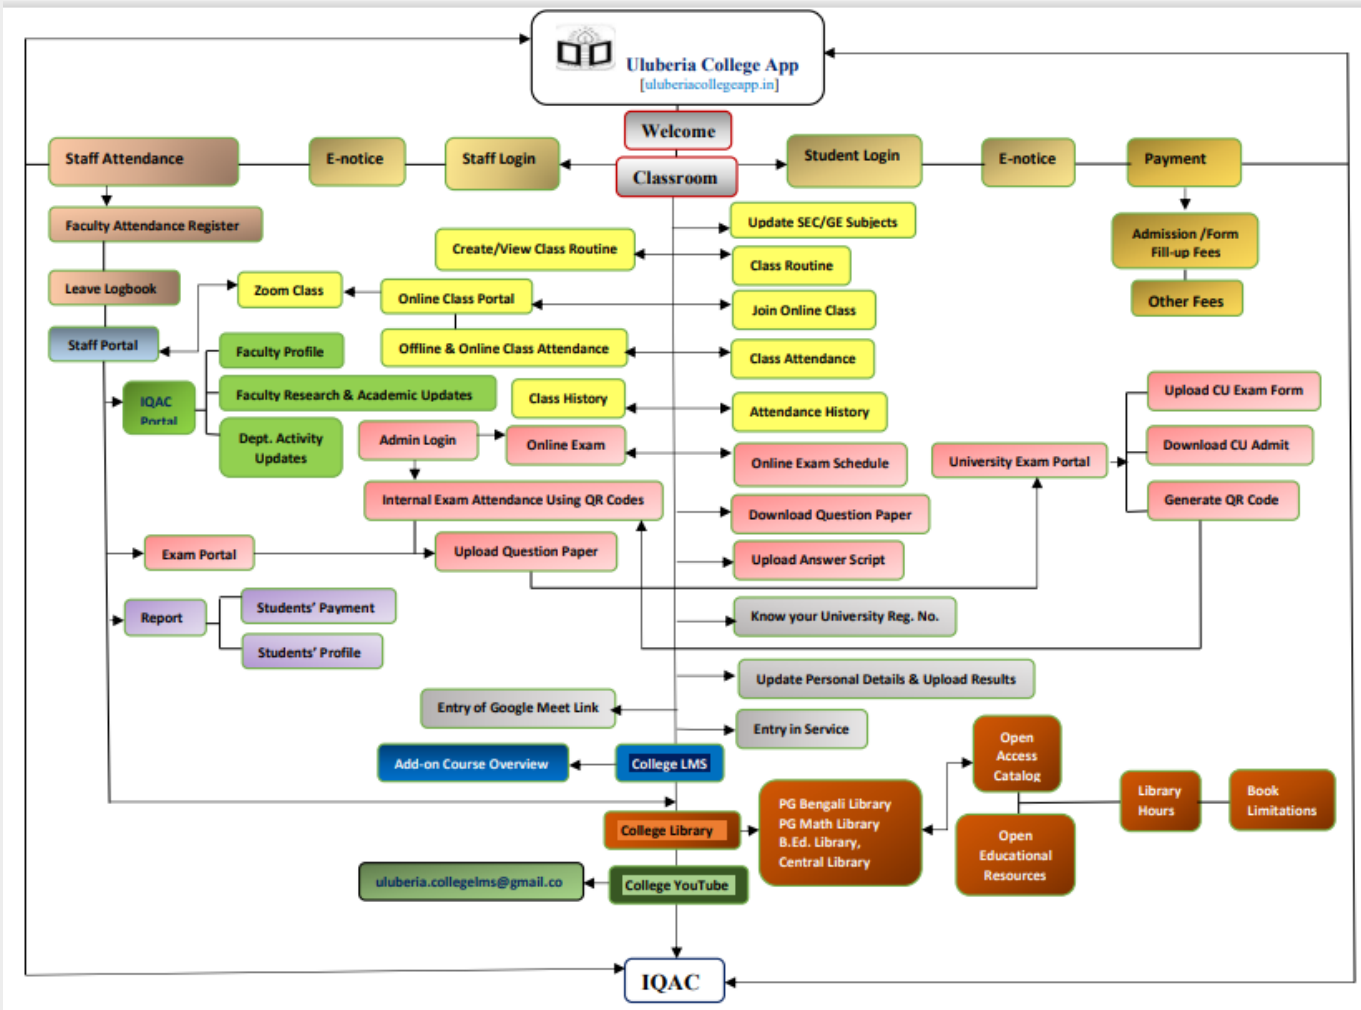 Uluberia College App
[uluberiacollegeapp.in]
Welcome
Staff Attendance
E-notice
Staff Login
Classroom
Student Login
E-notice
Payment
Faculty Attendance Register
Update SEC/GE Subjects
Admission /Form
Fill-up Fees
Create/View Class Routine
Class Routine
Leave Logbook
Zoom Class
Online Class Portal
Join Online Class
Other Fees
Staff Portal
Faculty Profile
Offline & Online Class Attendance
Class Attendance
IQAC
Portal
Faculty Research & Academic Updates
Class History
Attendance History
Upload CU Exam Form
Dept. Activity
Updates
Admin Login
Online Exam
Online Exam Schedule
University Exam Portal
Download CU Admit
Internal Exam Attendance Using QR Codes
Download Question Paper
Generate QR Code
Exam Portal
Upload Question Paper
Upload Answer Script
Report
Students' Payment
Know your University Reg. No.
Students' Profile
Update Personal Details & Upload Results
Entry of Google Meet Link
Entry in Service
Add-on Course Overview
College LMS
Open
Access
Catalog
College Library
PG Bengali Library
PG Math Library
B.Ed. Library,
Central Library
Library
Hours
Book
Limitations
Open
Educational
Resources
uluberia.collegelms@gmail.co
College YouTube
IQAC